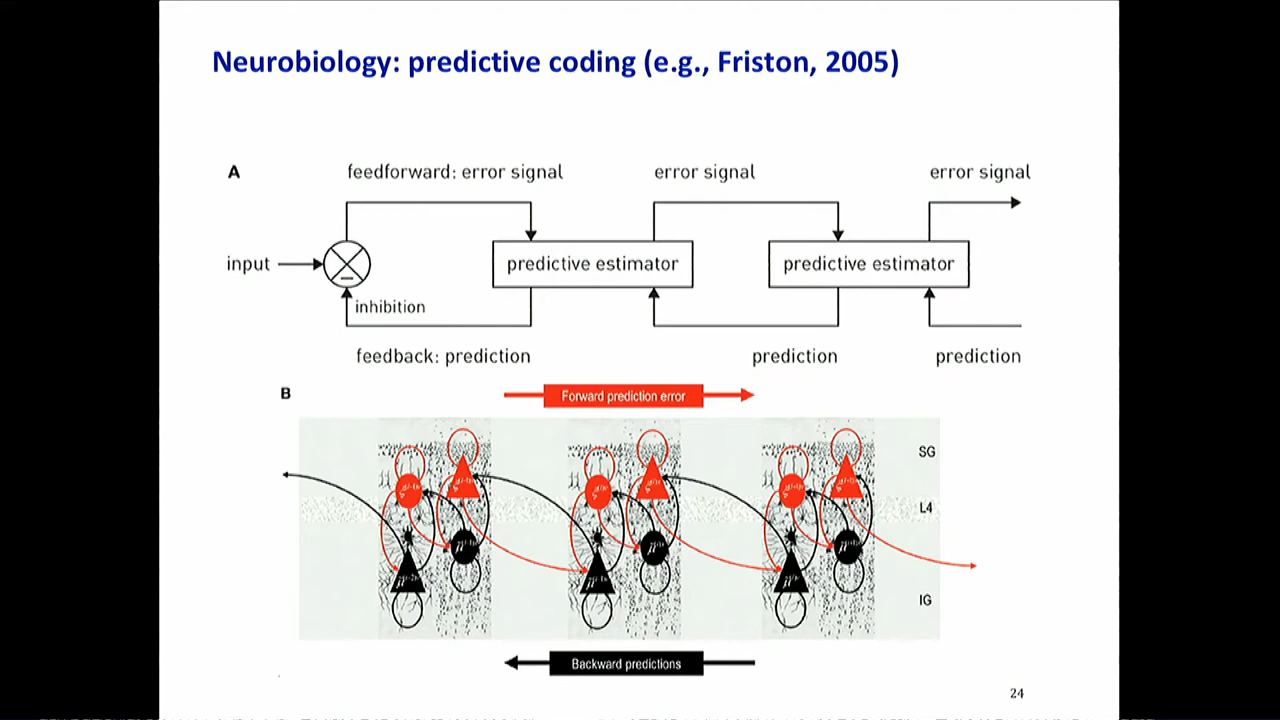 Neurobiology: predictive coding (e.g., Friston, 2005)
A
feedforward: error signal
error signal
error signal
input
predictive estimator
predictive estimator
inhibition
feedback: prediction
prediction
prediction
B
Forward prediction error
SG
L4
IG
Backward predictions
24